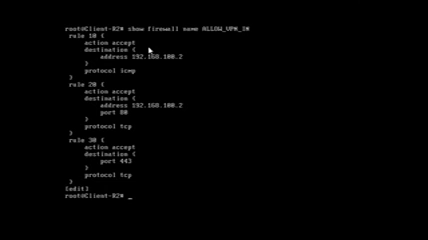 root@Client-R2# show firewall name ALLOW_VPN_IN
rule 10 {
action accept
destination {
address 192.168.100.2
}
protocol icmp
}
rule 20 {
action accept
destination {
address 192.168.100.2
port 80
}
protocol tcp
}
rule 30 {
action accept
destination {
port 443
}
protocol tcp
}
[edit]
root@Client-R2# _